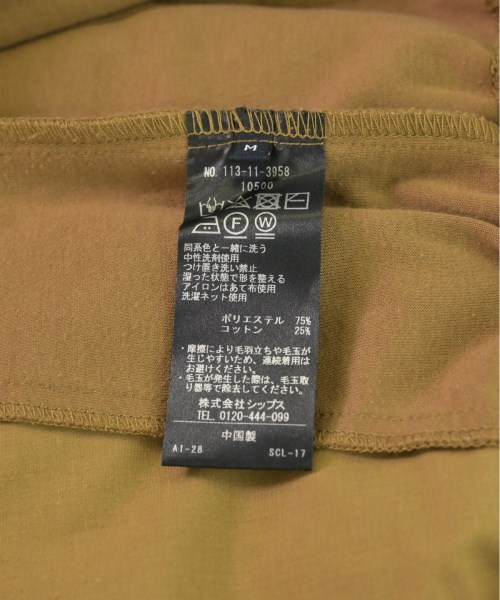 M
NO. 113-11-3958
10500
F W
同系色と一緒に洗う
中性洗剤使用
つけ置き洗い禁止
湿った状態で形を整える
アイロンはあて布使用
洗濯ネット使用
ポリエステル 75%
コットン 25%
・摩擦により毛羽立ちや毛玉が
生じやすいため、連続着用は
お避けください。
・毛玉が発生した際は、毛玉取
り器等で除去してください。
株式会社シップス
TEL. 0120-444-099
中国製
AI-28 SCL-17